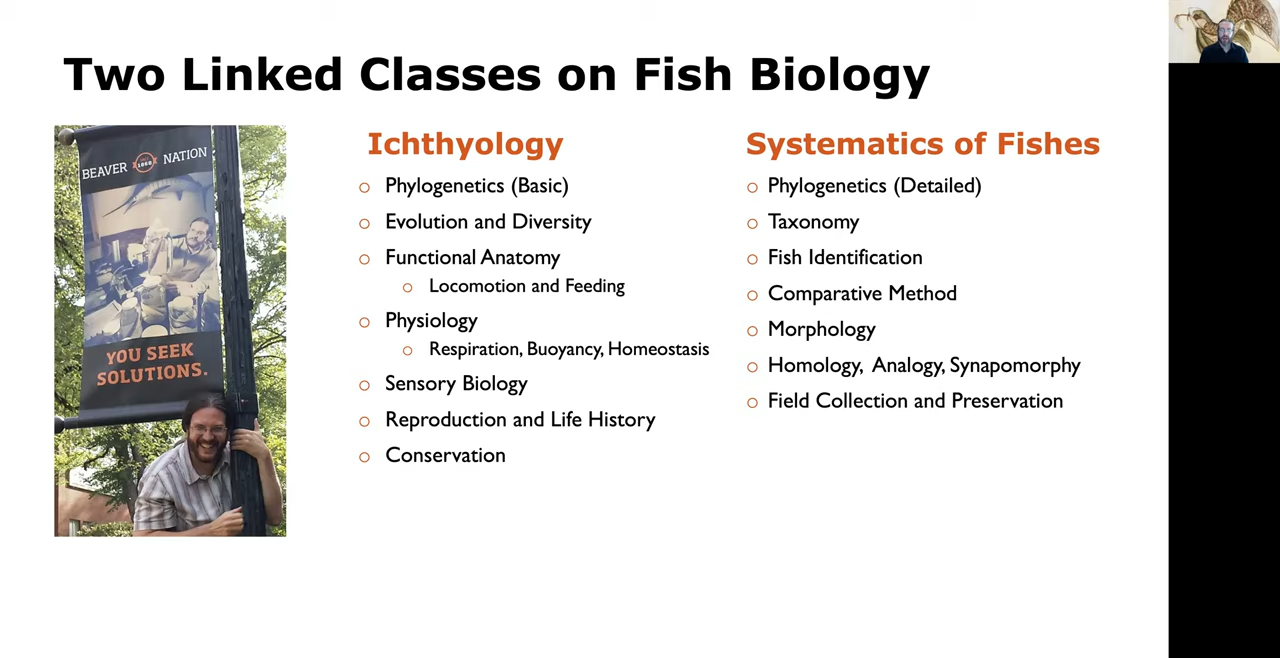 Two Linked Classes on Fish Biology
BEAVER SINCE 1868 NATION
YOU SEEK
SOLUTIONS.
Ichthyology
Phylogenetics (Basic)
Evolution and Diversity
Functional Anatomy
Locomotion and Feeding
Physiology
Respiration, Buoyancy, Homeostasis
Sensory Biology
Reproduction and Life History
Conservation
Systematics of Fishes
Phylogenetics (Detailed)
Taxonomy
Fish Identification
Comparative Method
Morphology
Homology, Analogy, Synapomorphy
Field Collection and Preservation